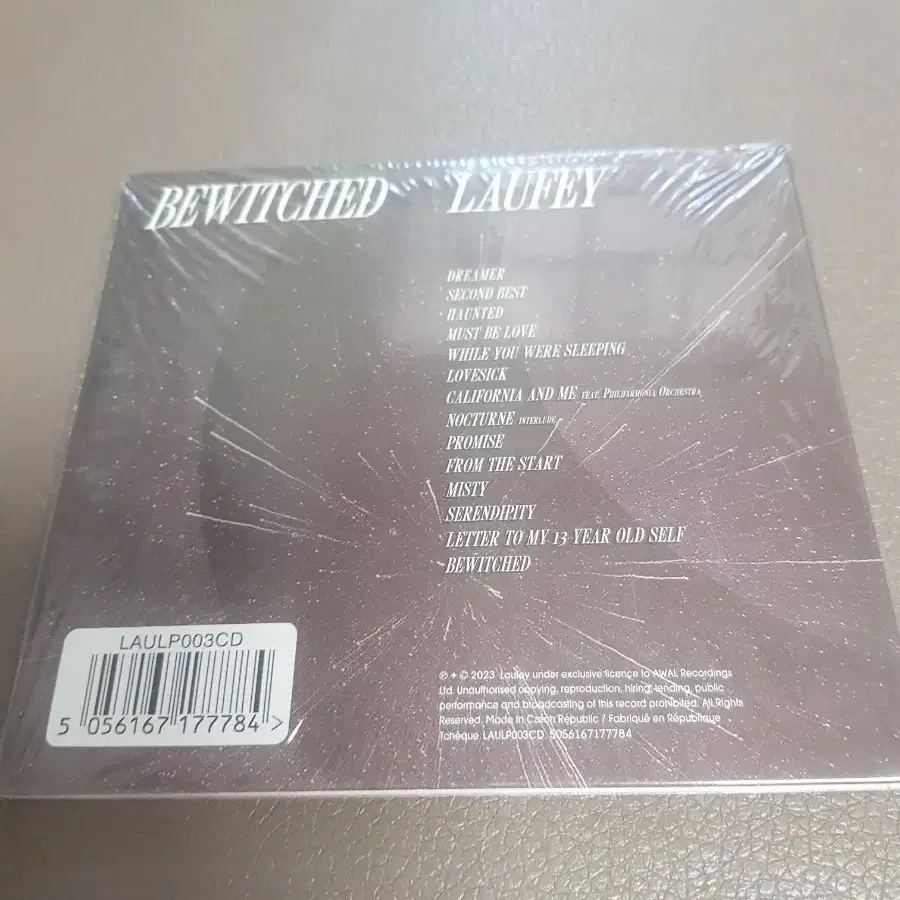 BEWITCHED LAUFEY
DREAMER
SECOND BEST
HAUNTED
MUST BE LOVE
WHILE YOU WERE SLEEPING
LOVESICK
CALIFORNIA AND ME FEAT. PHILHARMONIA ORCHESTRA
NOCTURNE INTERLUDE
PROMISE
FROM THE START
MISTY
SERENDIPITY
LETTER TO MY 13 YEAR OLD SELF
BEWITCHED
LAULP003CD
5 056167 177784 >
℗ + © 2023 Laufey under exclusive licence to AWAL Recordings
Ltd. Unauthorised copying, reproduction, hiring, lending, public
performance and broadcasting of this record prohibited. All Rights
Reserved. Made in Czech Republic / Fabriqué en République
Tchèque. LAULP003CD. 5056167177784